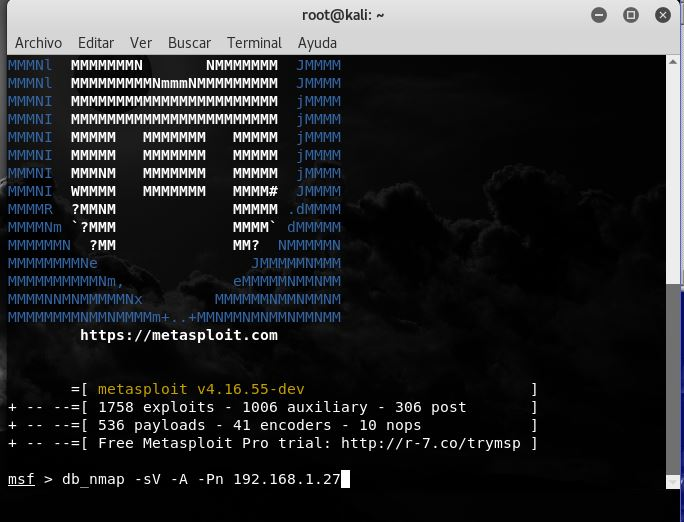 root@kali: ~
Archivo Editar Ver Buscar Terminal Ayuda
MMMNl  MMMMMMMN       NMMMMMMM  JMMMM
MMMNl  MMMMMMMMMNmmmNMMMMMMMMM  JMMMM
MMMNI  MMMMMMMMMMMMMMMMMMMMMMM  jMMMM
MMMNI  MMMMMMMMMMMMMMMMMMMMMMM  jMMMM
MMMNI  MMMMM   MMMMMMM   MMMMM  jMMMM
MMMNI  MMMMM   MMMMMMM   MMMMM  jMMMM
MMMNI  MMMNM   MMMMMMM   MMMMM  jMMMM
MMMNI  WMMMM   MMMMMMM   MMMM#  JMMMM
MMMMR  ?MMNM             MMMMM .dMMMM
MMMMNm `?MMM             MMMM` dMMMMM
MMMMMMN  ?MM             MM?  NMMMMMN
MMMMMMMMNe                 JMMMMMNMMM
MMMMMMMMMMNm,            eMMMMMNMMNMM
MMMMNNMNMMMMMNx        MMMMMMNMMNMMNM
MMMMMMMMNMMNMMMMm+..+MMNMMNMNMMNMMNMM
https://metasploit.com
=[ metasploit v4.16.55-dev ]
+ -- --=[ 1758 exploits - 1006 auxiliary - 306 post ]
+ -- --=[ 536 payloads - 41 encoders - 10 nops ]
+ -- --=[ Free Metasploit Pro trial: http://r-7.co/trymsp ]
msf > db_nmap -sV -A -Pn 192.168.1.27